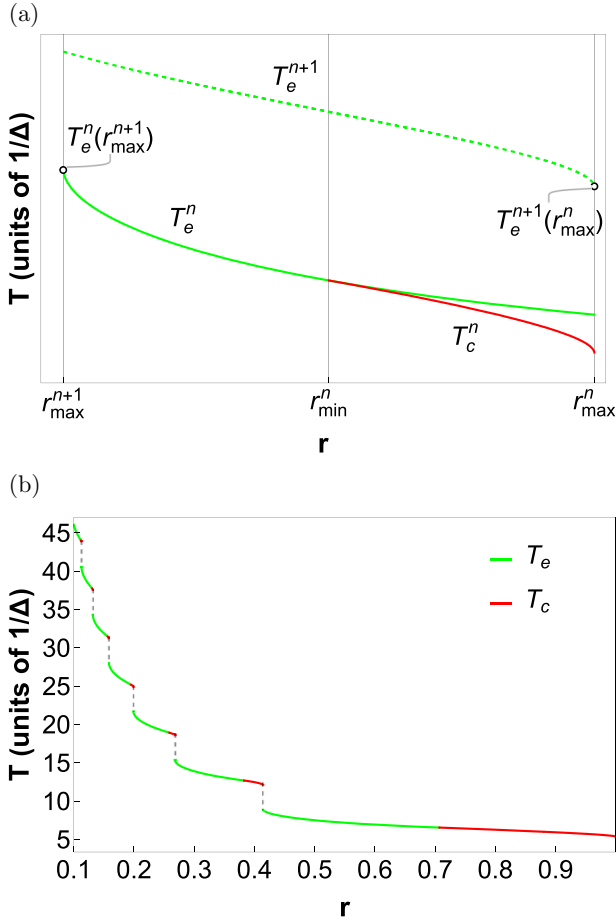 (a)
T_e^{n+1}
T_e^n(r_max^{n+1})
T_e^n
T_e^{n+1}(r_max^n)
T_c^n
T (units of 1/Δ)
r_max^{n+1} r_min^n r_max^n
r
(b)
45
40
35
30
25
20
15
10
5
T_e
T_c
T (units of 1/Δ)
0.1 0.2 0.3 0.4 0.5 0.6 0.7 0.8 0.9
r